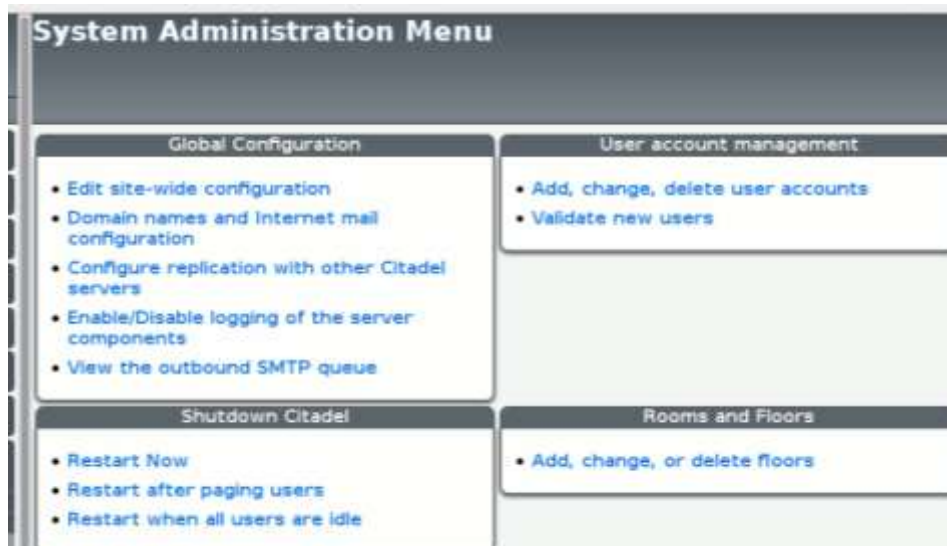 System Administration Menu
Global Configuration
Edit site-wide configuration
Domain names and Internet mail
configuration
Configure replication with other Citadel
servers
Enable/Disable logging of the server
components
View the outbound SMTP queue
User account management
Add, change, delete user accounts
Validate new users
Shutdown Citadel
Restart Now
Restart after paging users
Restart when all users are idle
Rooms and Floors
Add, change, or delete floors